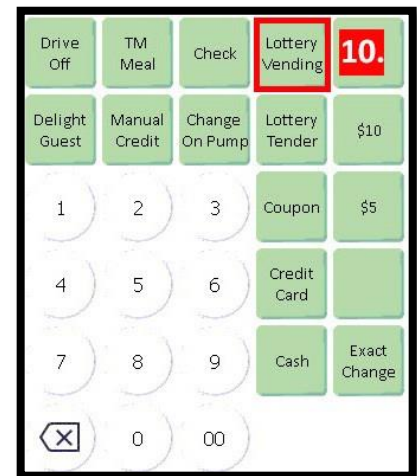 Drive
Off
TM
Meal
Check
Lottery
Vending
10.
Delight
Guest
Manual
Credit
Change
On Pump
Lottery
Tender
$10
1
2
3
Coupon
$5
4
5
6
Credit
Card
7
8
9
Cash
Exact
Change
0
00